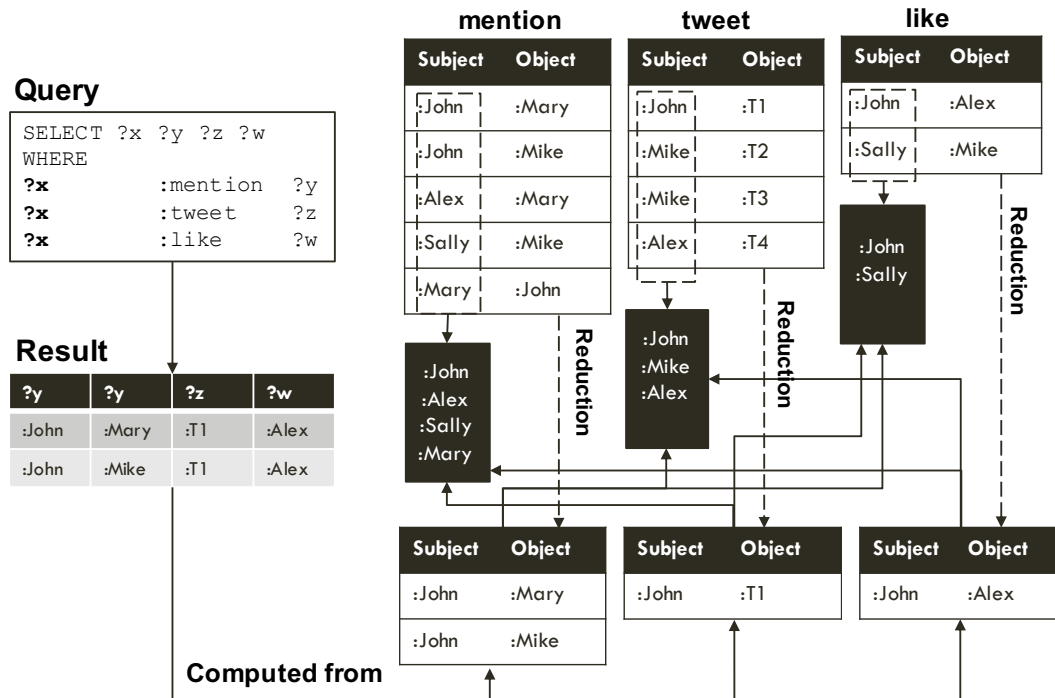 Query
SELECT ?x ?y ?z ?w
WHERE
?x :mention ?y
?x :tweet ?z
?x :like ?w
Result
?y ?y ?z ?w
:John :Mary :T1 :Alex
:John :Mike :T1 :Alex
Computed from
mention
Subject Object
:John :Mary
:John :Mike
:Alex :Mary
:Sally :Mike
:Mary :John
Reduction
:John
:Alex
:Sally
:Mary
Subject Object
:John :Mary
:John :Mike
tweet
Subject Object
:John :T1
:Mike :T2
:Mike :T3
:Alex :T4
Reduction
:John
:Mike
:Alex
Subject Object
:John :T1
like
Subject Object
:John :Alex
:Sally :Mike
Reduction
:John
:Sally
Subject Object
:John :Alex